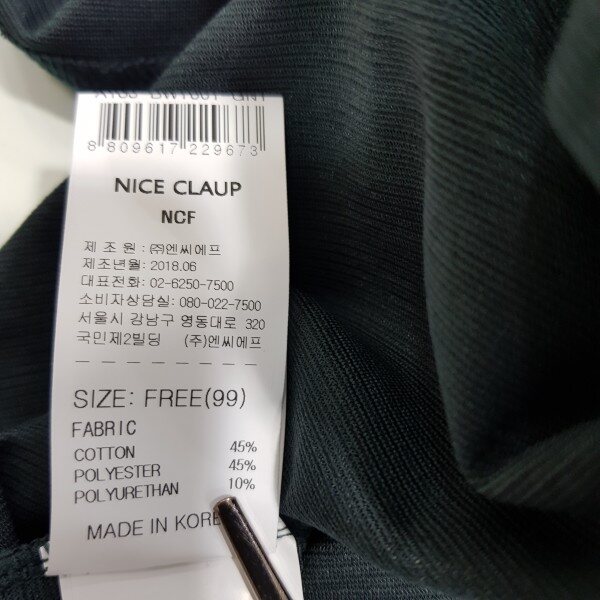 8 809617 229673
NICE CLAUP
NCF
제 조 원 : ㈜엔씨에프
제조년월: 2018.06
대표전화: 02-6250-7500
소비자상담실: 080-022-7500
서울시 강남구 영동대로 320
국민제2빌딩 (주)엔씨에프
SIZE: FREE(99)
FABRIC
COTTON 45%
POLYESTER 45%
POLYURETHAN 10%
MADE IN KORE